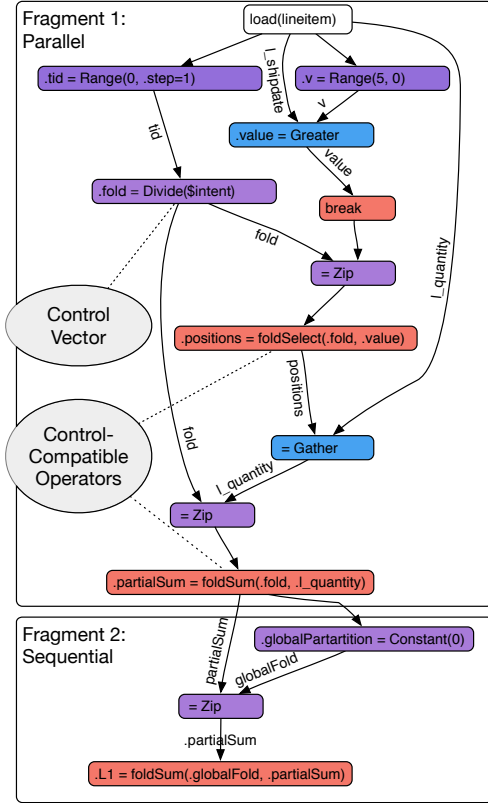 Fragment 1:
Parallel
load(lineitem)
.tid = Range(0, .step=1)
l_shipdate
.v = Range(5, 0)
v
.value = Greater
tid
value
.fold = Divide($intent)
break
fold
l_quantity
= Zip
Control
Vector
.positions = foldSelect(.fold, .value)
positions
Control-
Compatible
Operators
fold
= Gather
l_quantity
= Zip
.partialSum = foldSum(.fold, .l_quantity)
Fragment 2:
Sequential
partialSum
.globalPartartition = Constant(0)
globalFold
= Zip
.partialSum
.L1 = foldSum(.globalFold, .partialSum)